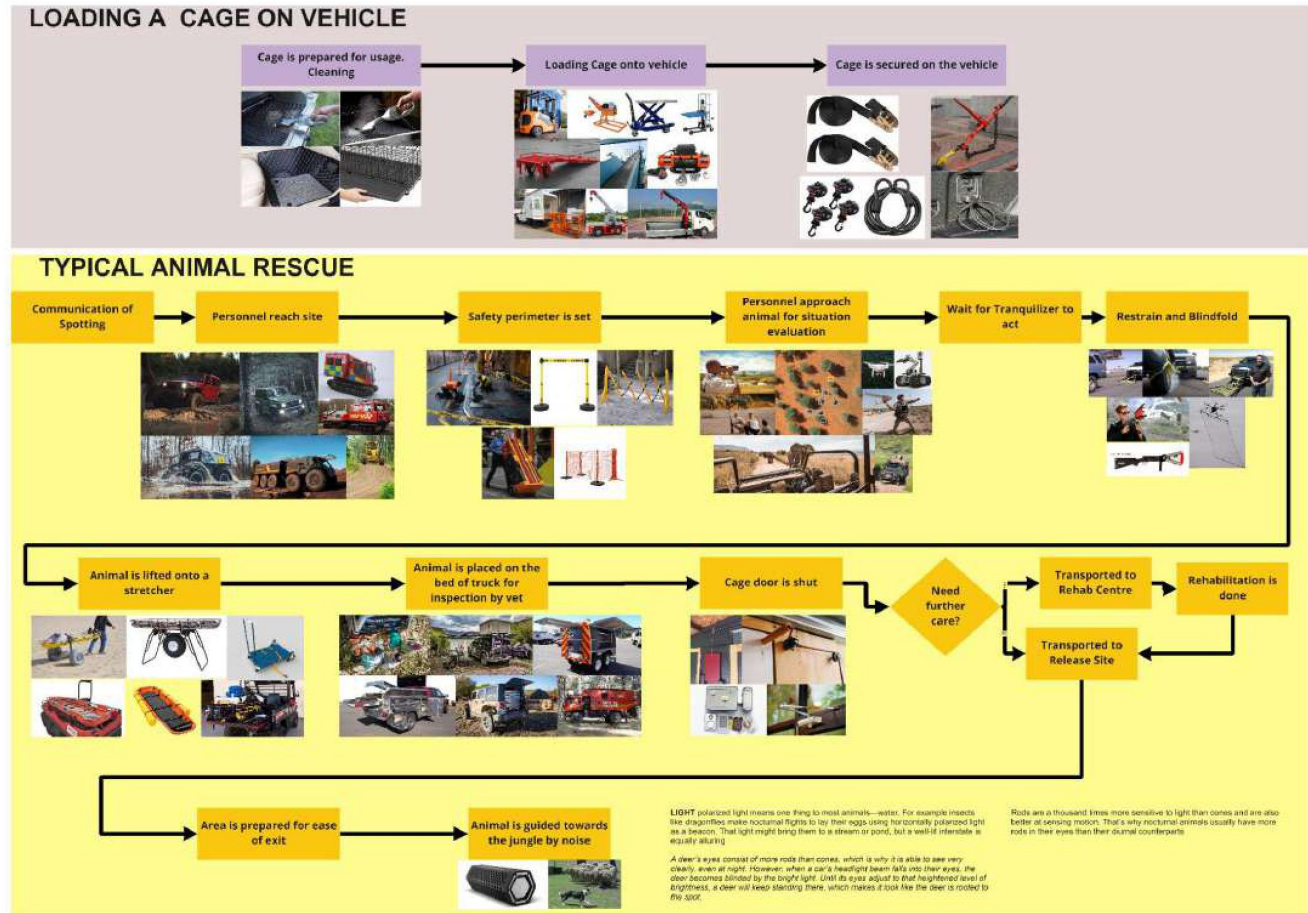 LOADING A CAGE ON VEHICLE
Cage is prepared for usage.
Cleaning
Loading Cage onto vehicle
Cage is secured on the vehicle
TYPICAL ANIMAL RESCUE
Communication of
Spotting
Personnel reach site
Safety perimeter is set
Personnel approach
animal for situation
evaluation
Wait for Tranquilizer to
act
Restrain and Blindfold
Animal is lifted onto a
stretcher
Animal is placed on the
bed of truck for
inspection by vet
Cage door is shut
Need
further
care?
Transported to
Rehab Centre
Rehabilitation is
done
Transported to
Release Site
Area is prepared for ease
of exit
Animal is guided towards
the jungle by noise
LIGHT polarized light means one thing to most animals—water. For example insects
like dragonflies make nocturnal flights to lay their eggs using horizontally polarized light
as a beacon. That light might bring them to a stream or pond, but a well-lit interstate is
equally alluring
A deer's eyes consist of more rods than cones, which is why it is able to see very
clearly, even at night. However, when a car's headlight beam falls into their eyes, the
deer becomes blinded by the bright light. Until its eyes adjust to that heightened level of
brightness, a deer will keep standing there, which makes it look like the deer is rooted to
the spot.
Rods are a thousand times more sensitive to light than cones and are also
better at sensing motion. That's why nocturnal animals usually have more
rods in their eyes than their diurnal counterparts